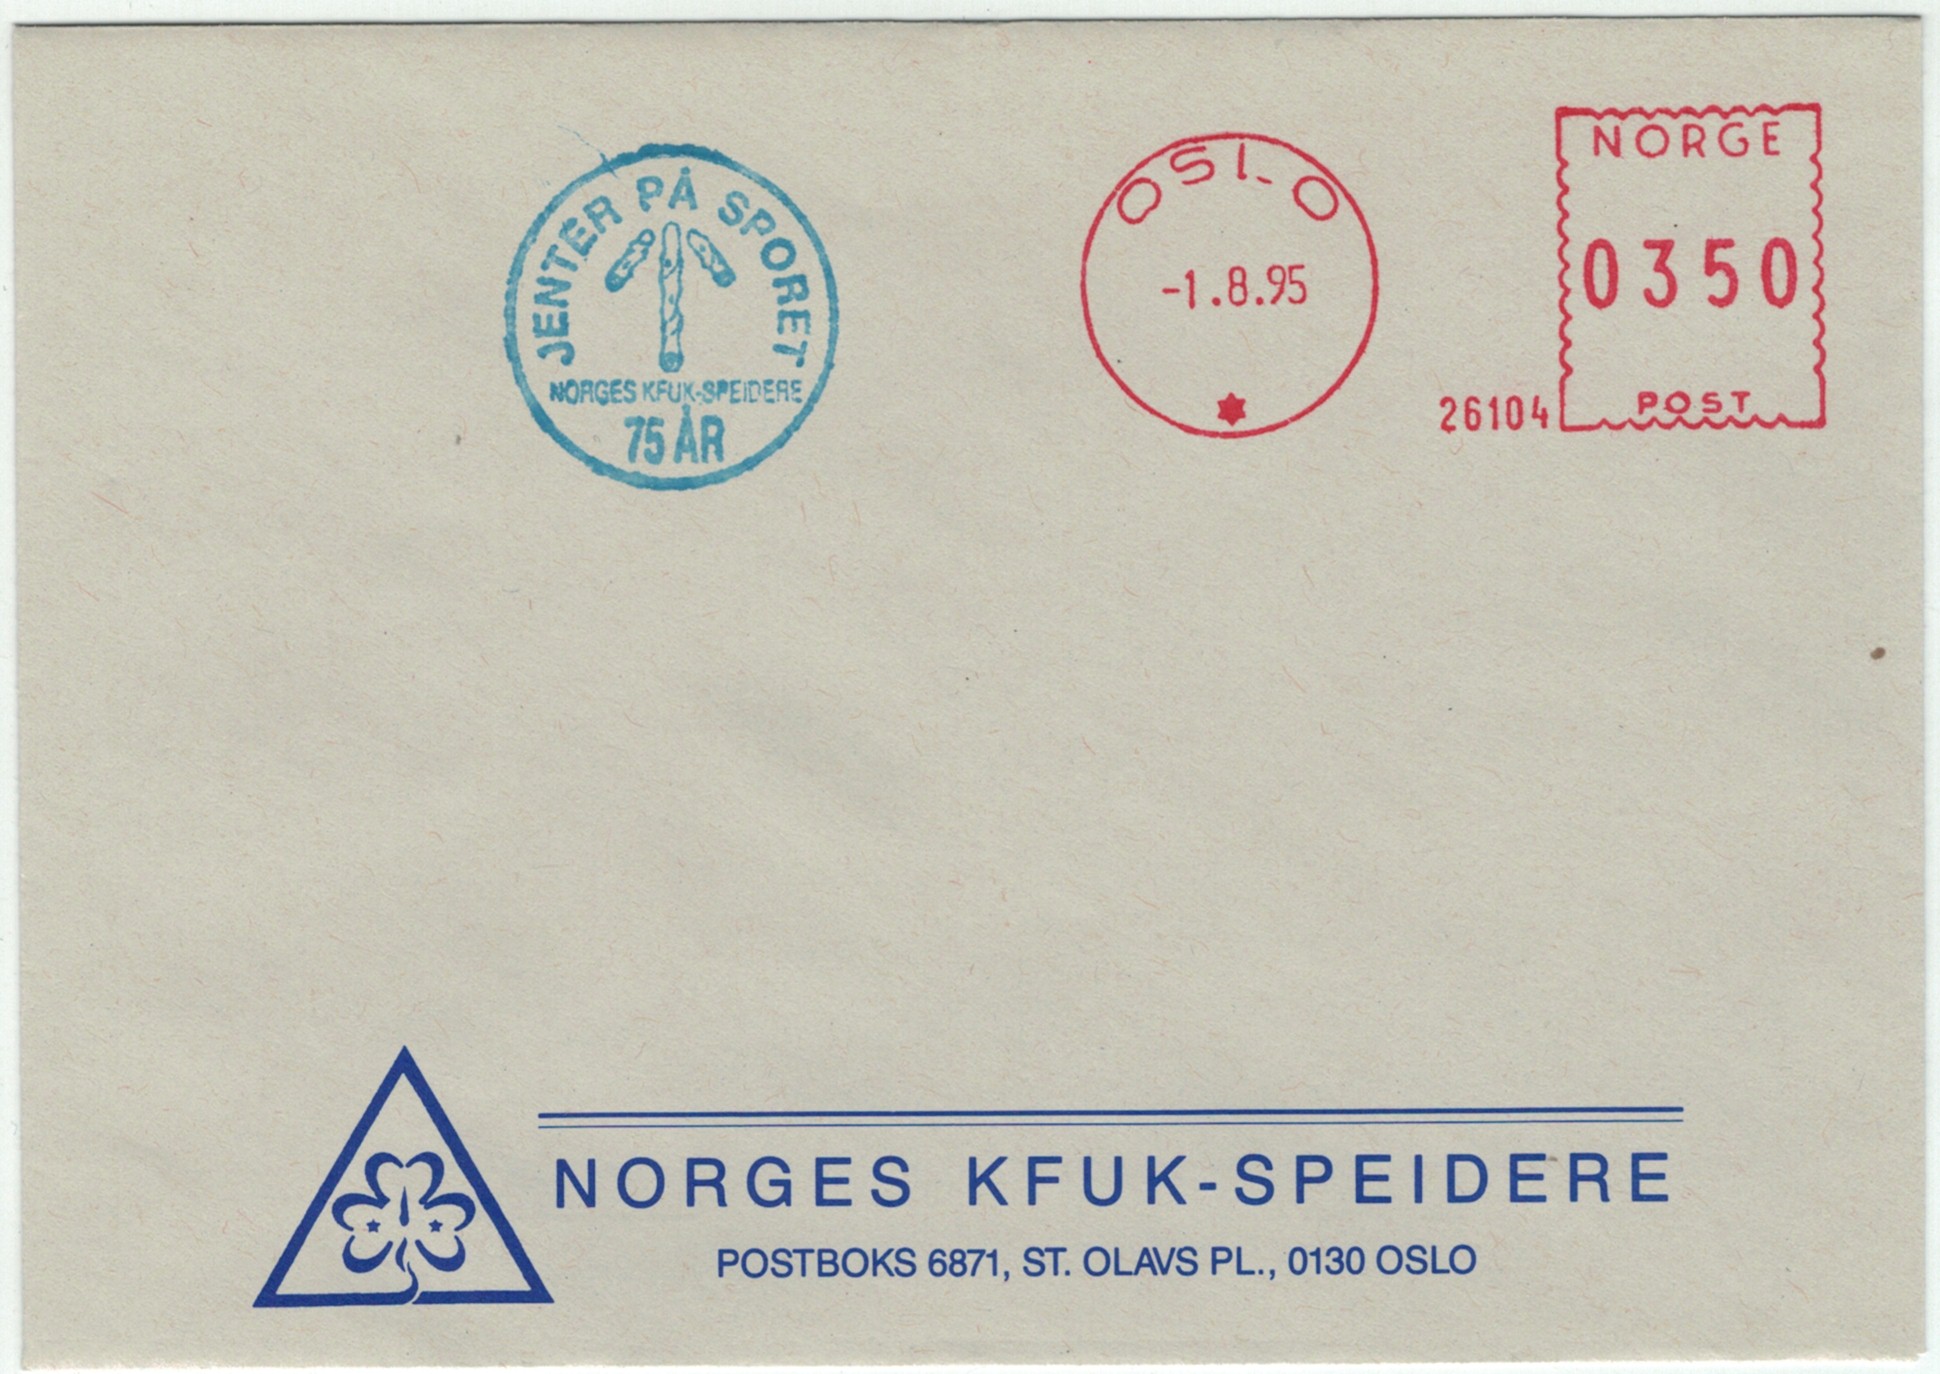 JENTER PÅ SPORET
NORGES KFUK-SPEIDERE
75 ÅR
OSLO
-1.8.95
NORGE
0350
POST
26104
NORGES KFUK-SPEIDERE
POSTBOKS 6871, ST. OLAVS PL., 0130 OSLO